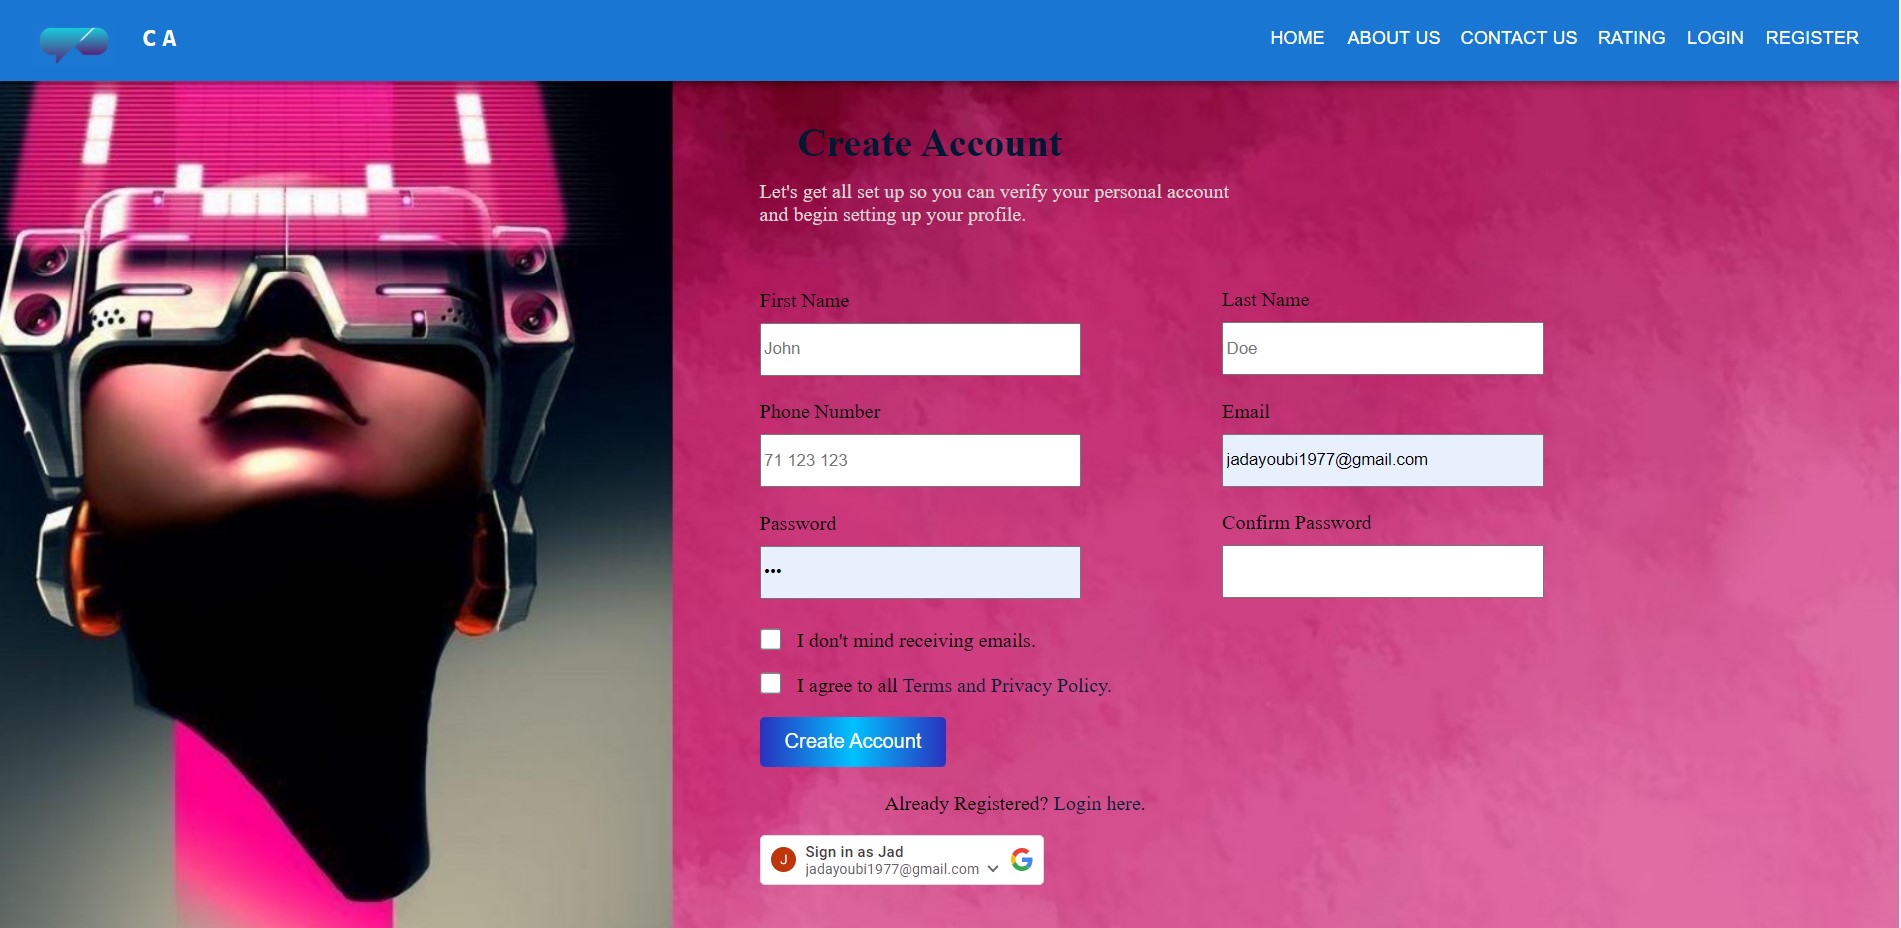 C A
HOME ABOUT US CONTACT US RATING LOGIN REGISTER
Create Account
Let's get all set up so you can verify your personal account
and begin setting up your profile.
First Name
Last Name
John
Doe
Phone Number
Email
71 123 123
jadayoubi1977@gmail.com
Password
Confirm Password
•••
I don't mind receiving emails.
I agree to all Terms and Privacy Policy.
Create Account
Already Registered? Login here.
J
Sign in as Jad
jadayoubi1977@gmail.com
G